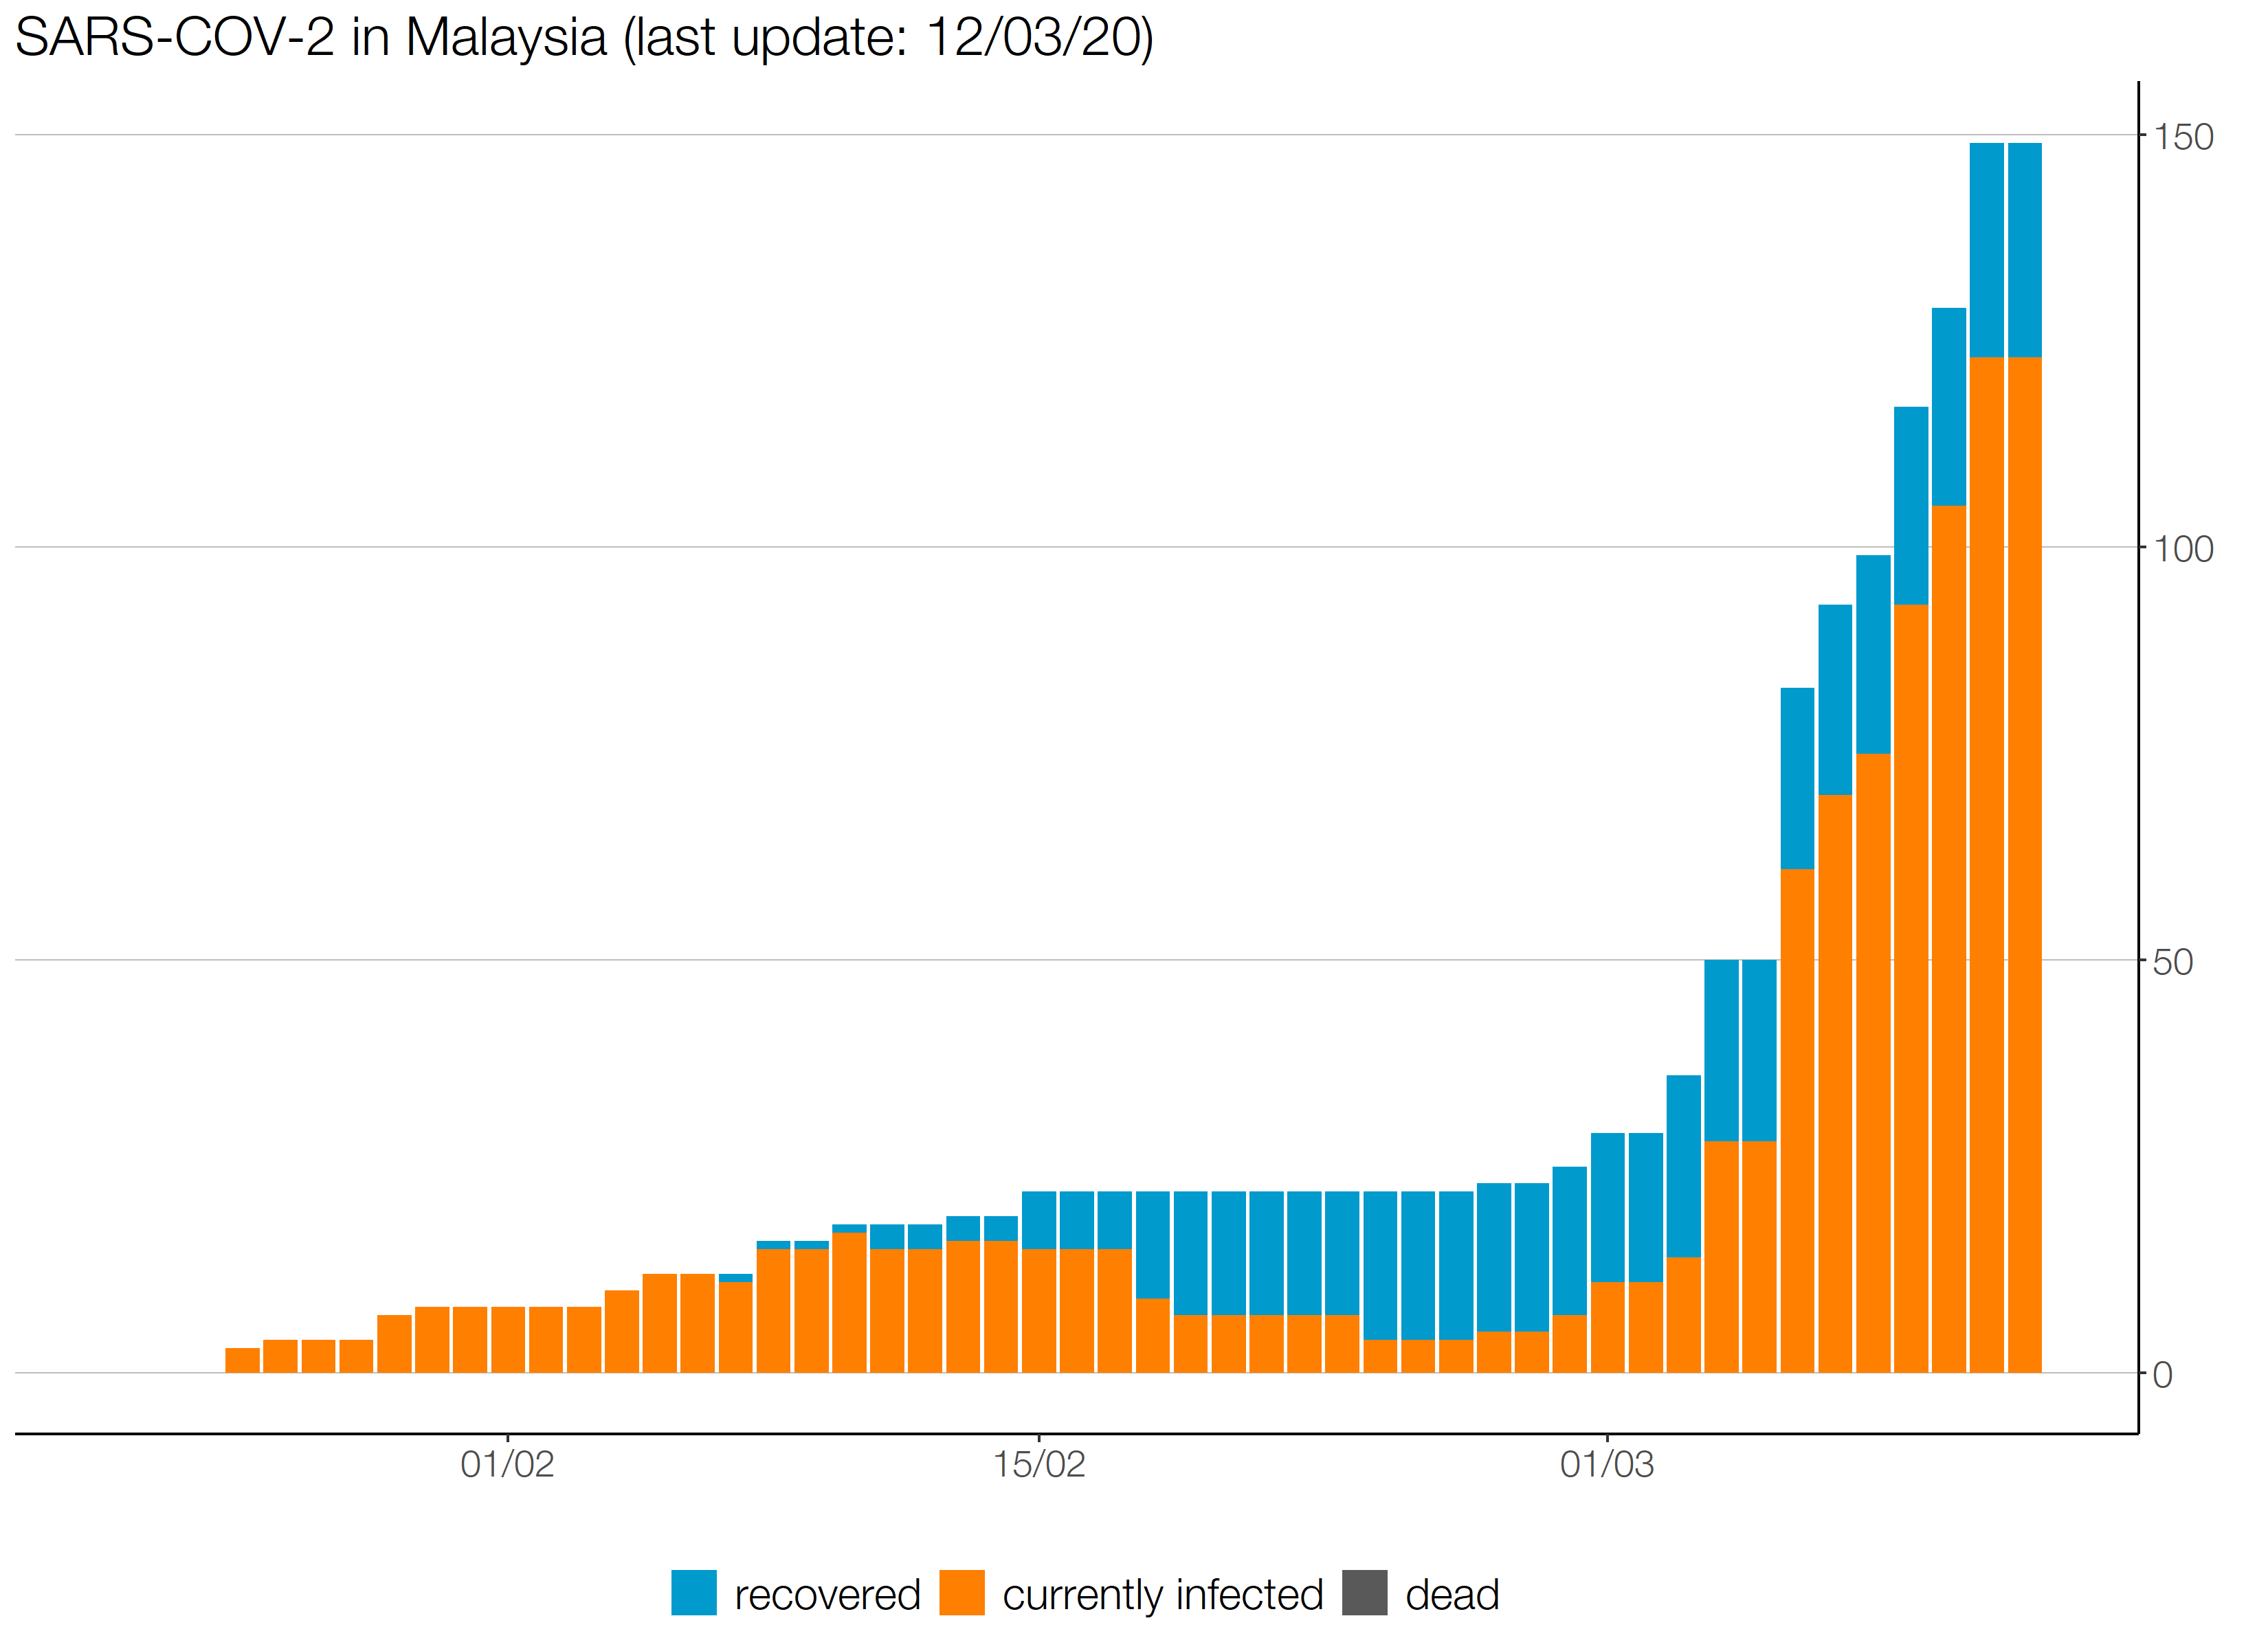 SARS-COV-2 in Malaysia (last update: 12/03/20)
150
100
50
0
01/02 15/02 01/03
recovered currently infected dead